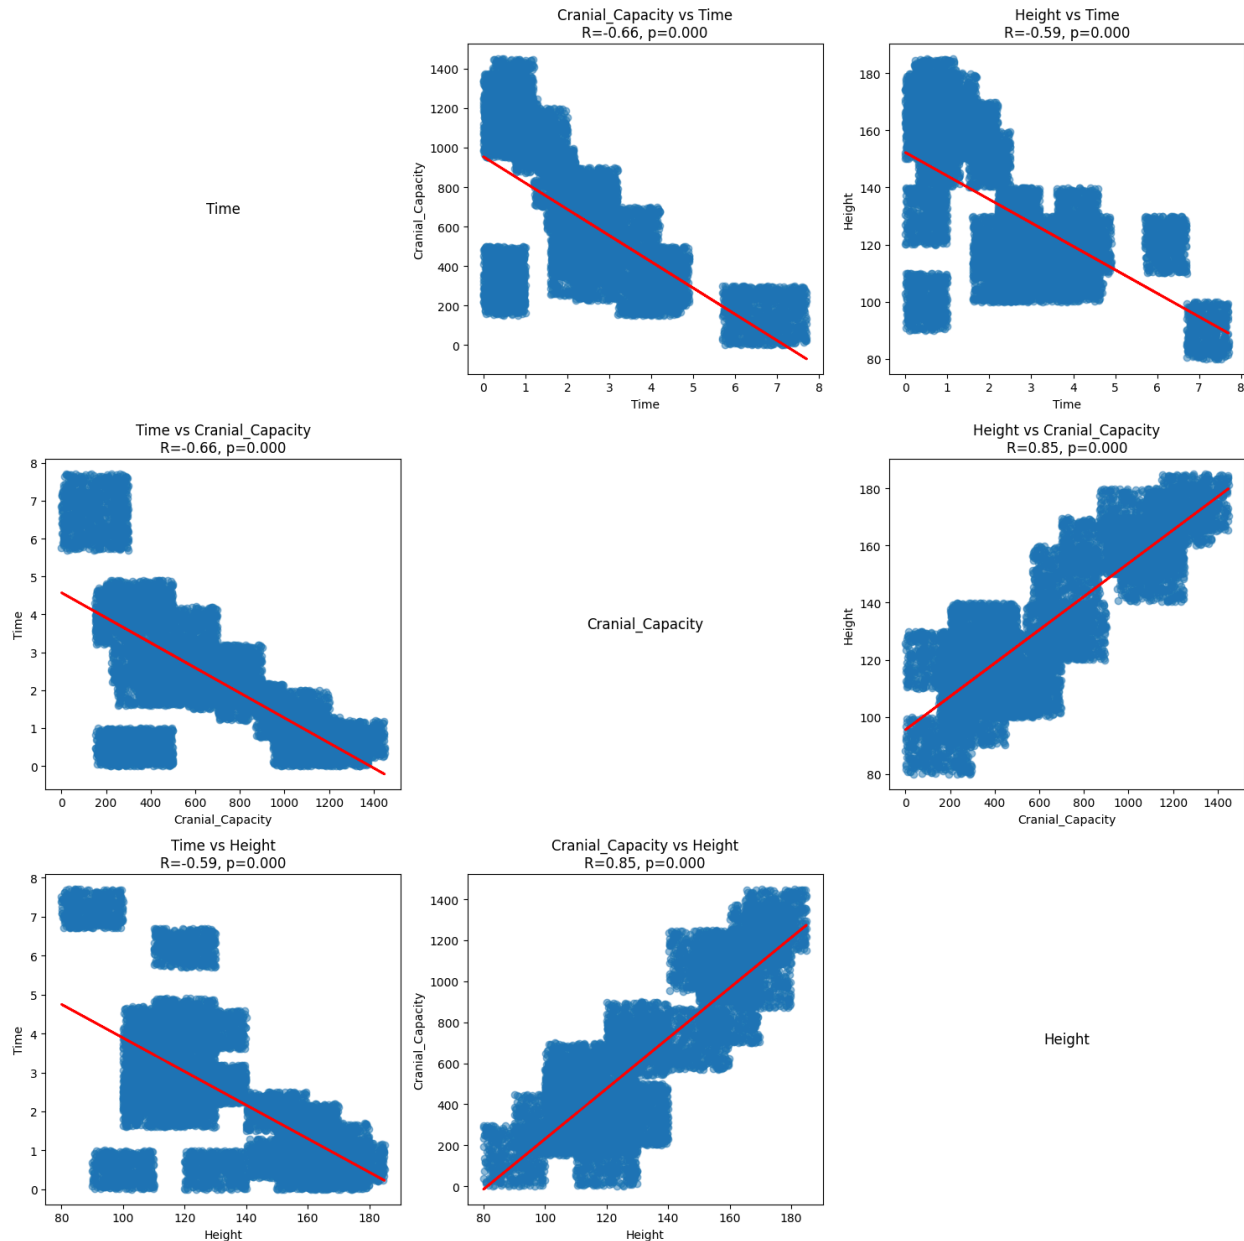 Cranial_Capacity vs Time
R=-0.66, p=0.000
1400
1200
1000
800
600
400
200
0
Cranial_Capacity
0 1 2 3 4 5 6 7 8
Time
Height vs Time
R=-0.59, p=0.000
180
160
140
120
100
80
Height
0 1 2 3 4 5 6 7 8
Time
Time
Time vs Cranial_Capacity
R=-0.66, p=0.000
8
7
6
5
4
3
2
1
0
Time
0 200 400 600 800 1000 1200 1400
Cranial_Capacity
Cranial_Capacity
Height vs Cranial_Capacity
R=0.85, p=0.000
180
160
140
120
100
80
Height
0 200 400 600 800 1000 1200 1400
Cranial_Capacity
Time vs Height
R=-0.59, p=0.000
8
7
6
5
4
3
2
1
0
Time
80 100 120 140 160 180
Height
Cranial_Capacity vs Height
R=0.85, p=0.000
1400
1200
1000
800
600
400
200
0
Cranial_Capacity
80 100 120 140 160 180
Height
Height